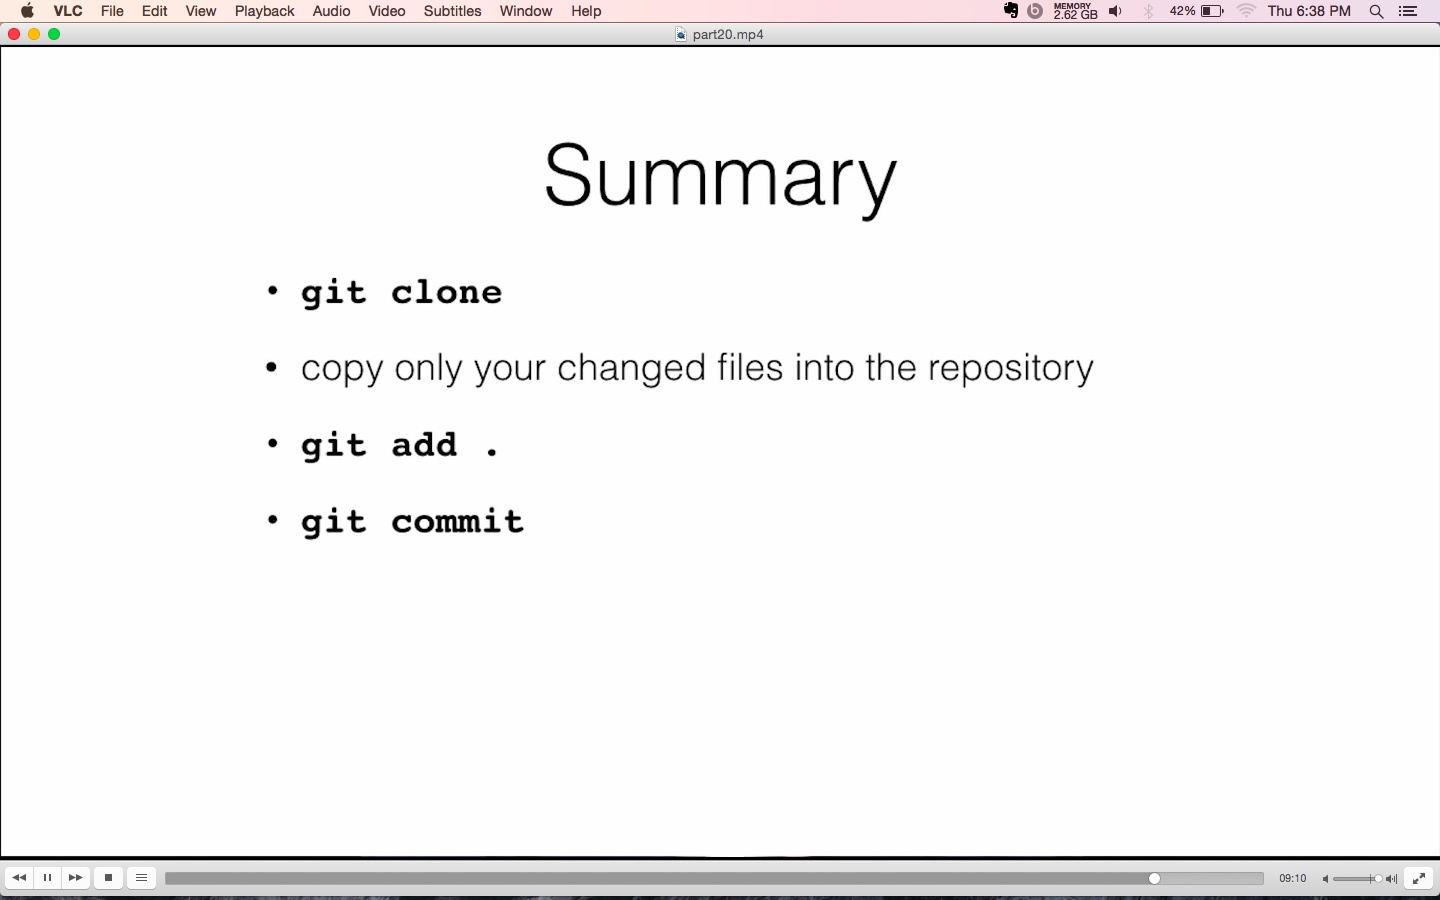 VLC File Edit View Playback Audio Video Subtitles Window Help MEMORY 2.62 GB 42% Thu 6:38 PM
part20.mp4
Summary
• git clone
• copy only your changed files into the repository
• git add .
• git commit
09:10